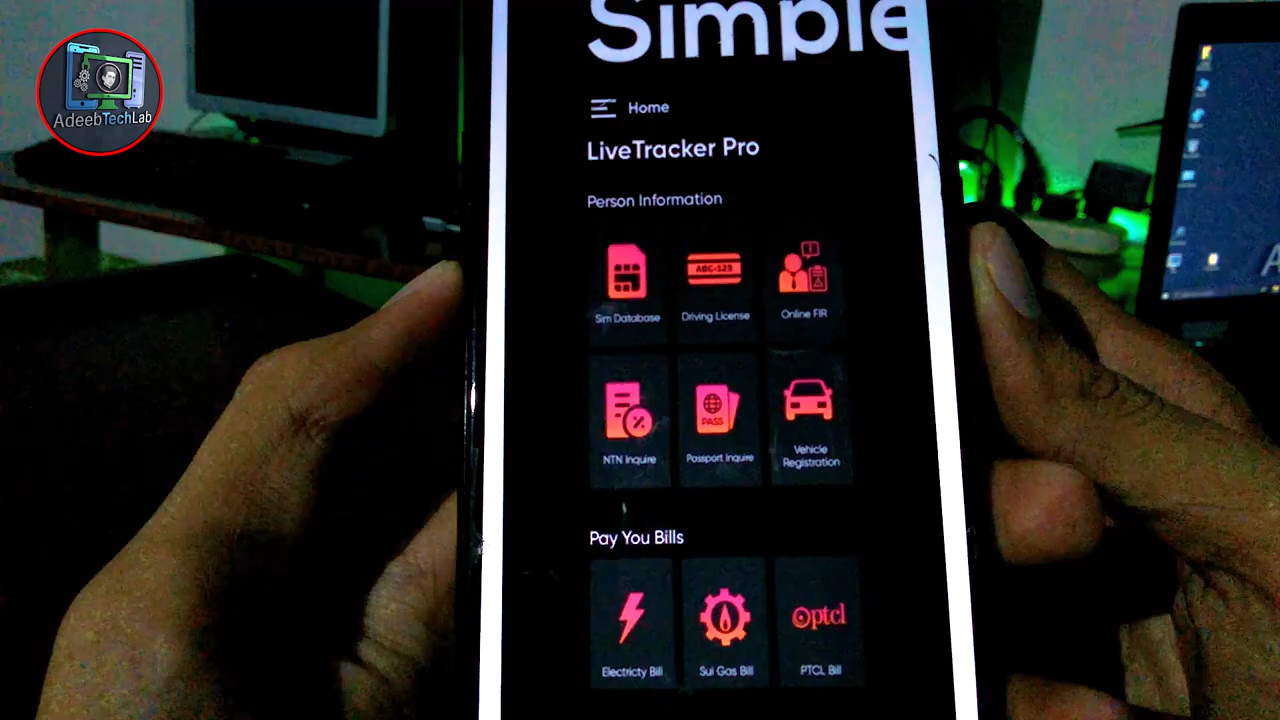 Simple
AdeebTechLab
Home
LiveTracker Pro
Person Information
ABC-123
Sim Database
Driving License
Online FIR
PASS
NTN Inquire
Passport Inquire
Vehicle
Registration
Pay You Bills
ptcl
Electricty Bill
Sui Gas Bill
PTCL Bill